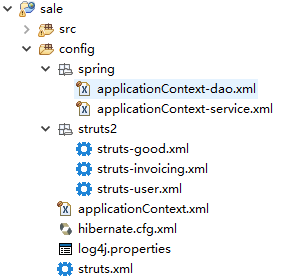 sale
src
config
spring
applicationContext-dao.xml
applicationContext-service.xml
struts2
struts-good.xml
struts-invoicing.xml
struts-user.xml
applicationContext.xml
hibernate.cfg.xml
log4j.properties
struts.xml